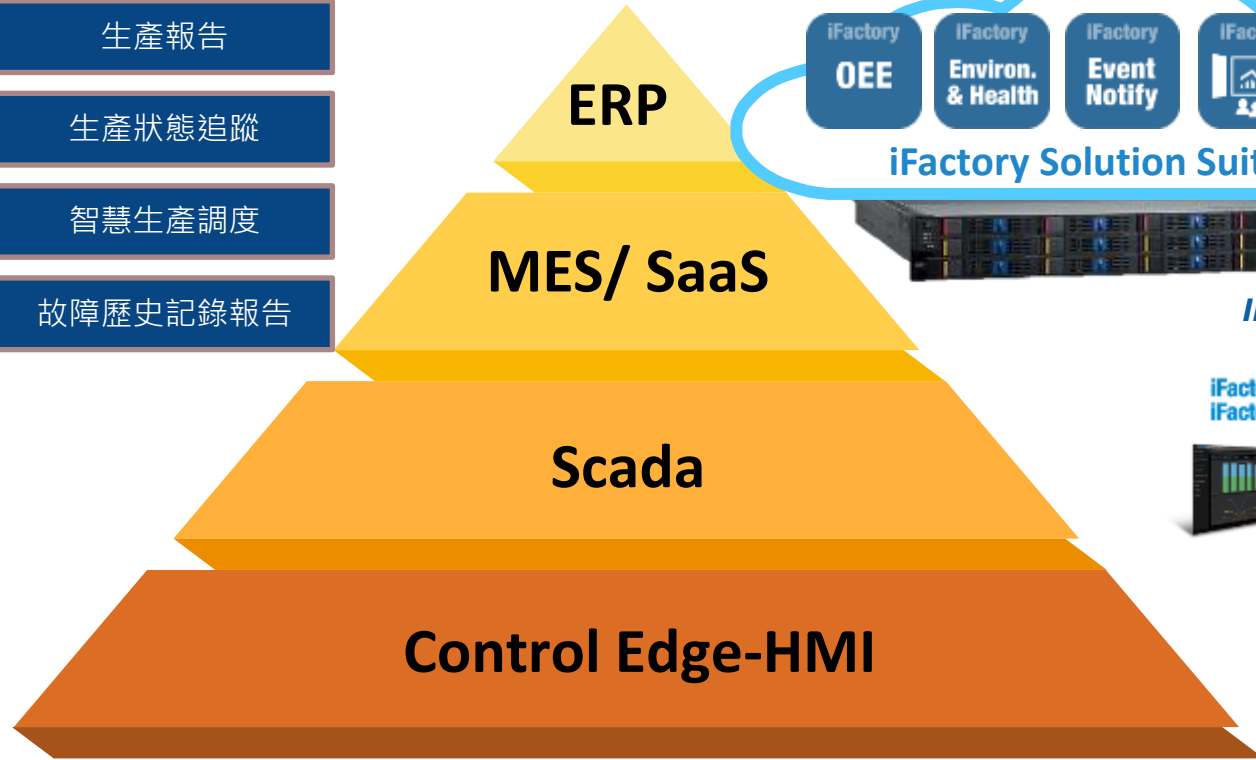 生產報告
生產狀態追蹤
智慧生產調度
故障歷史記錄報告
ERP
MES/ SaaS
Scada
Control Edge-HMI
iFactory
OEE
iFactory
Environ.
& Health
iFactory
Event
Notify
iFactory Solution